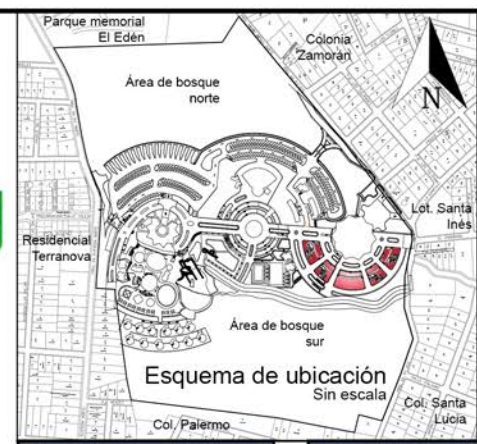 Parque memorial
El Edén
Colonia
Zamorán
Área de bosque
norte
N
Lot. Santa
Inés
Residencial
Terranova
Área de bosque
sur
Esquema de ubicación
Sin escala
Col. Santa
Lucia
Col. Palermo